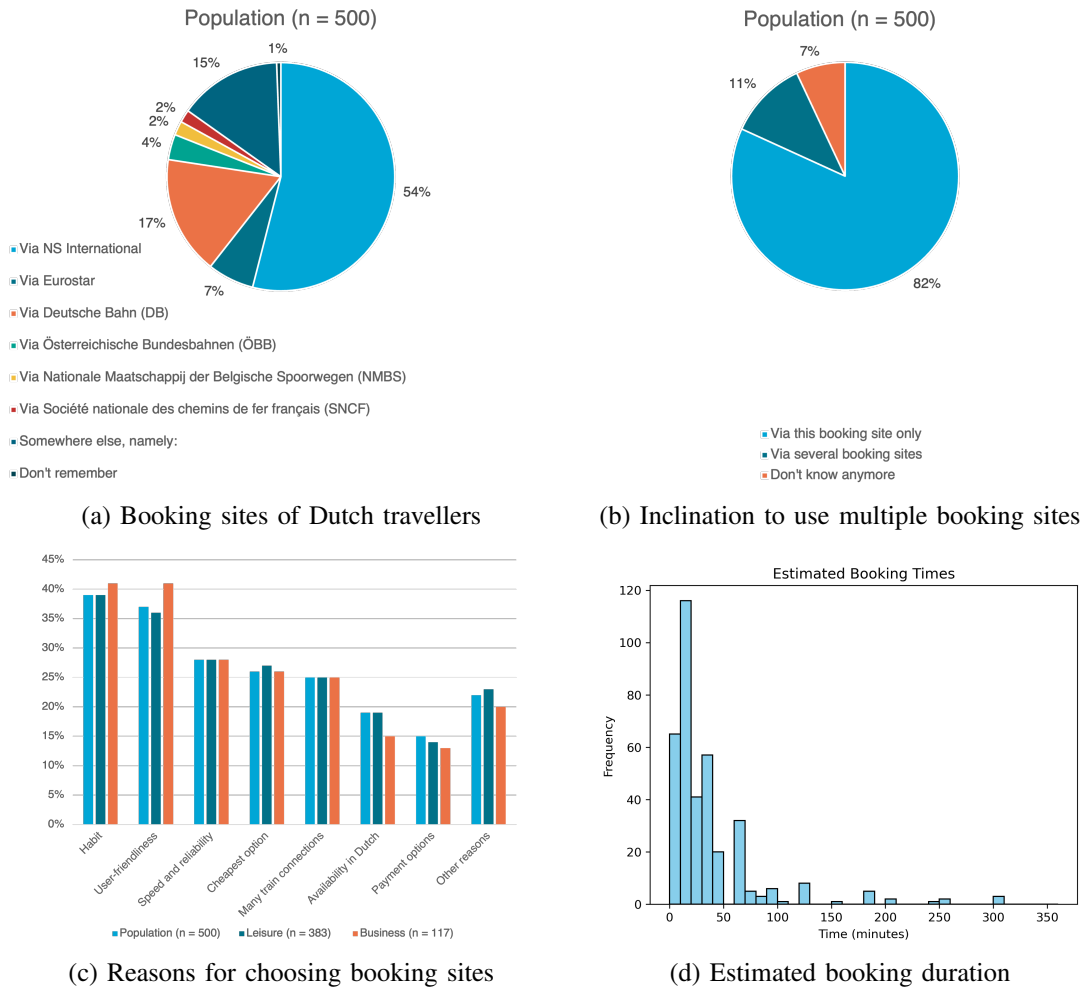 Population (n = 500)
1%
15%
2%
2%
4%
54%
17%
7%
Via NS International
Via Eurostar
Via Deutsche Bahn (DB)
Via Österreichische Bundesbahnen (ÖBB)
Via Nationale Maatschappij der Belgische Spoorwegen (NMBS)
Via Société nationale des chemins de fer français (SNCF)
Somewhere else, namely:
Don't remember
(a) Booking sites of Dutch travellers
Population (n = 500)
7%
11%
82%
Via this booking site only
Via several booking sites
Don't know anymore
(b) Inclination to use multiple booking sites
45%
40%
35%
30%
25%
20%
15%
10%
5%
0%
Habit
User-friendliness
Speed and reliability
Cheapest option
Many train connections
Availability in Dutch
Payment options
Other reasons
Population (n = 500)
Leisure (n = 383)
Business (n = 117)
(c) Reasons for choosing booking sites
Estimated Booking Times
Frequency
120
100
80
60
40
20
0
0 50 100 150 200 250 300 350
Time (minutes)
(d) Estimated booking duration